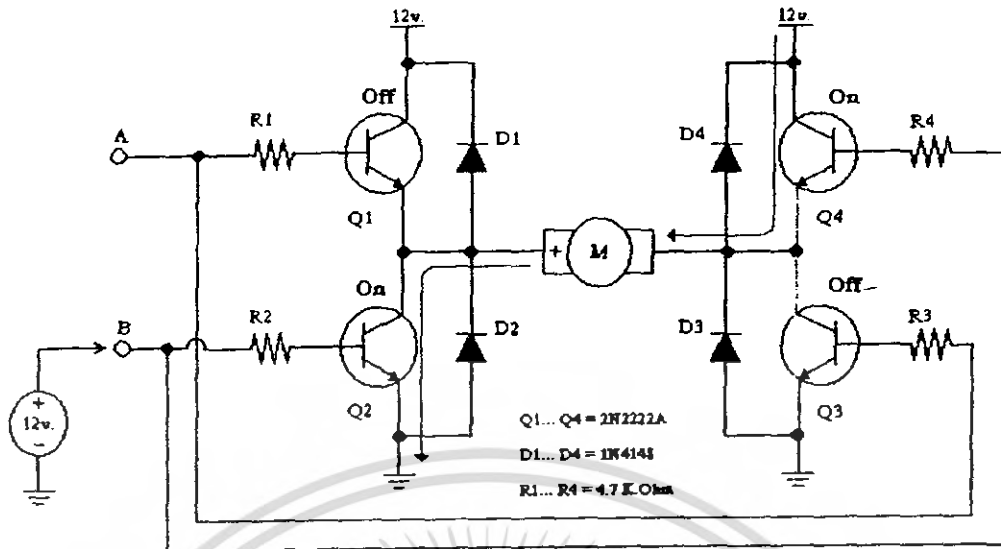 12v.
12v.
Off
On
A
R1
D1
D4
R4
Q1
Q4
+
M
On
Off
B
R2
D2
D3
R3
Q2
Q3
+
12v.
-
Q1... Q4 = 2N2222A
D1... D4 = 1N4148
R1... R4 = 4.7 K.Ohm